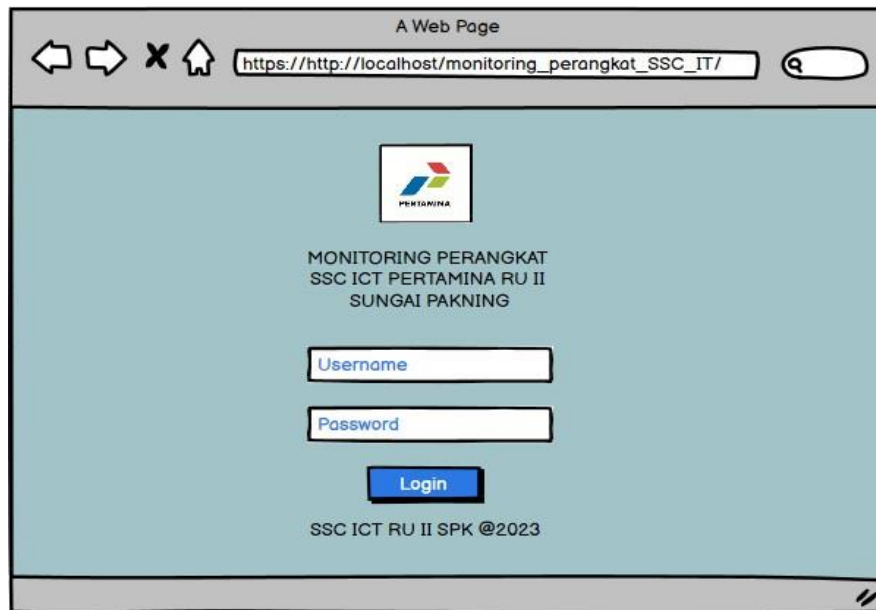 A Web Page
https://http://localhost/monitoring_perangkat_SSC_IT/
PERTAMINA
MONITORING PERANGKAT
SSC ICT PERTAMINA RU II
SUNGAI PAKNING
Username
Password
Login
SSC ICT RU II SPK @2023